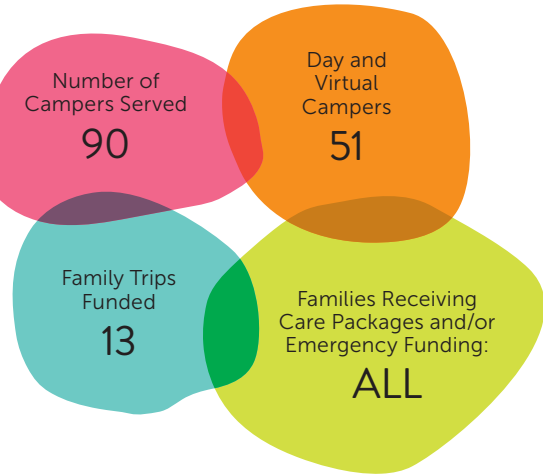 Number of
Campers Served
90
Day and
Virtual
Campers
51
Family Trips
Funded
13
Families Receiving
Care Packages and/or
Emergency Funding:
ALL